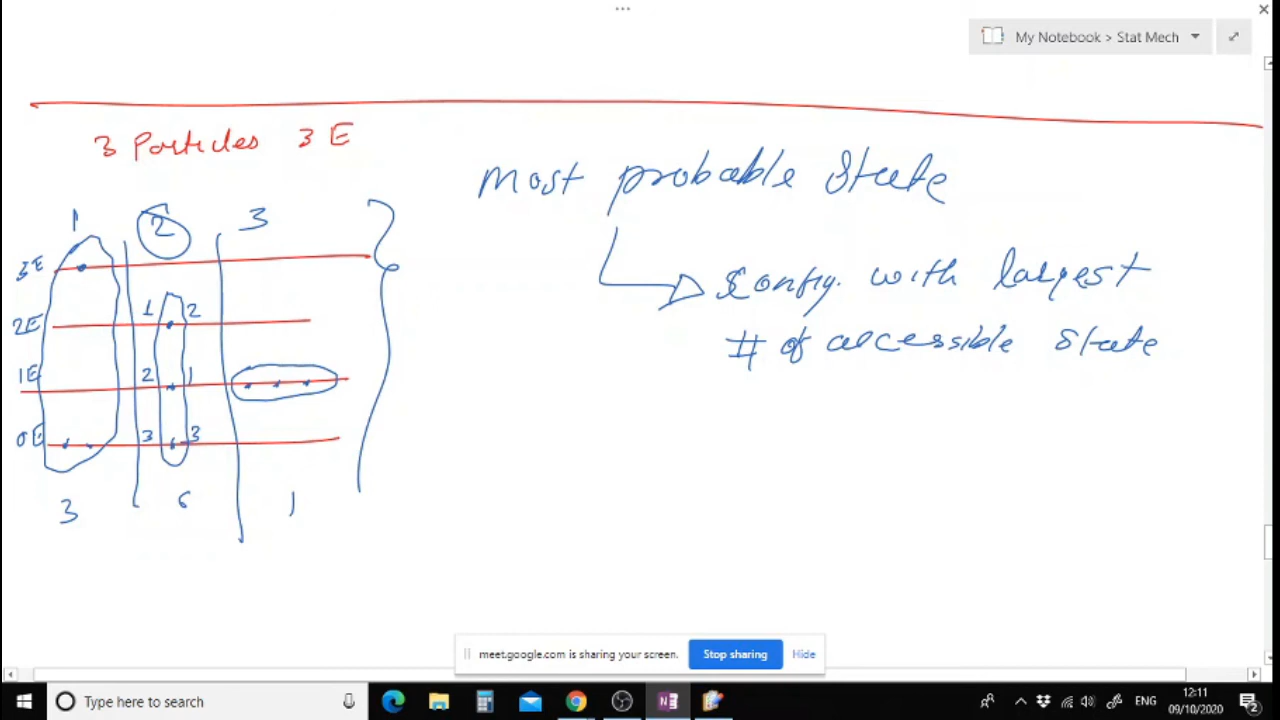 My Notebook > Stat Mech
3 Particles 3 E
Most probable State
1 2 3
3E
Config. with largest
2E 1 2
# of accessible State
1E 2 1
0E 3 3
3 6 1
meet.google.com is sharing your screen. Stop sharing Hide
Type here to search
ENG
12:11
09/10/2020
2